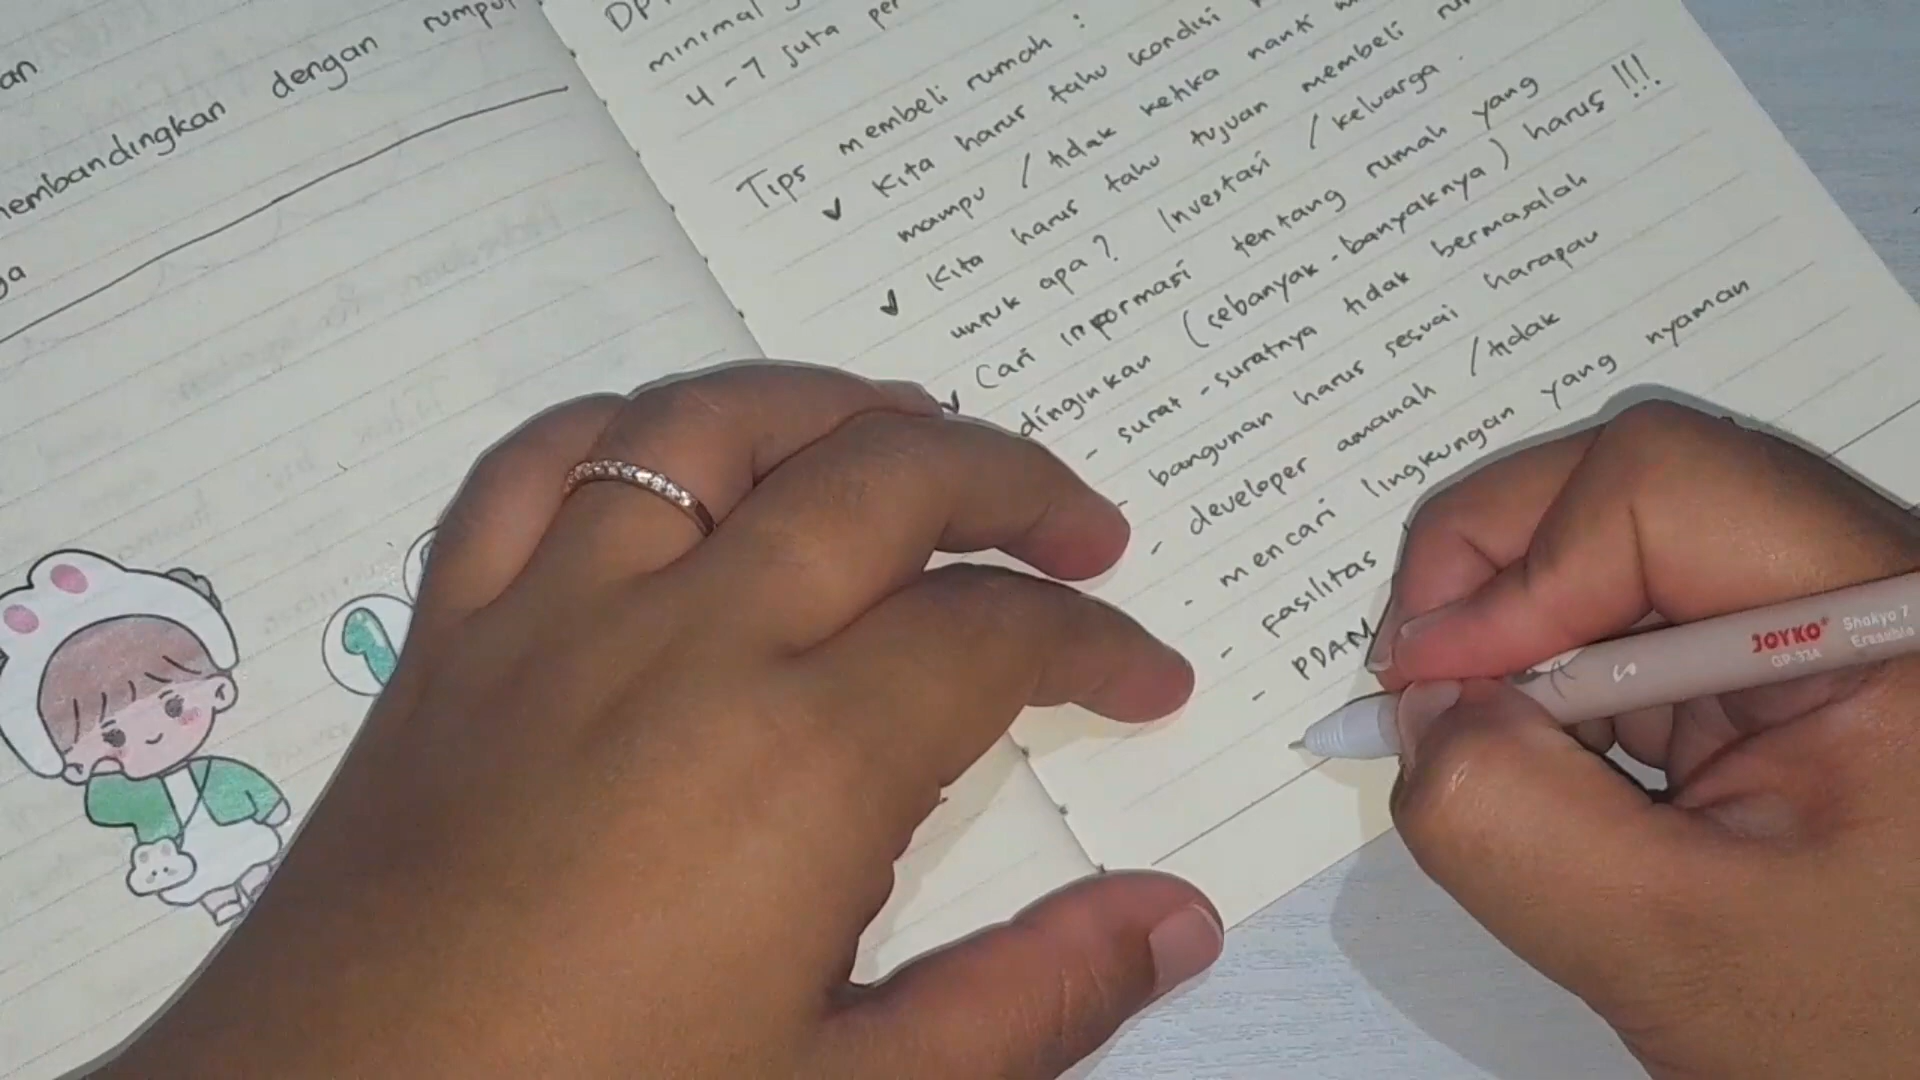 an
membandingkan dengan rumpu
ga
DP
minimal
4-7 juta per
Tips membeli rumah :
Kita harus tahu kondisi
mampu / tidak ketika nanti
Kita harus tahu tujuan membeli
untuk apa? Investasi / keluarga.
Cari informasi tentang rumah yang
diinginkan (sebanyak-banyaknya) harus !!!
- surat-suratnya tidak bermasalah
- bangunan harus sesuai harapan
- developer amanah / tidak
- mencari lingkungan yang nyaman
- Fasilitas
- PDAM
JOYKO
GP-334
Shakyo 7
Erasable